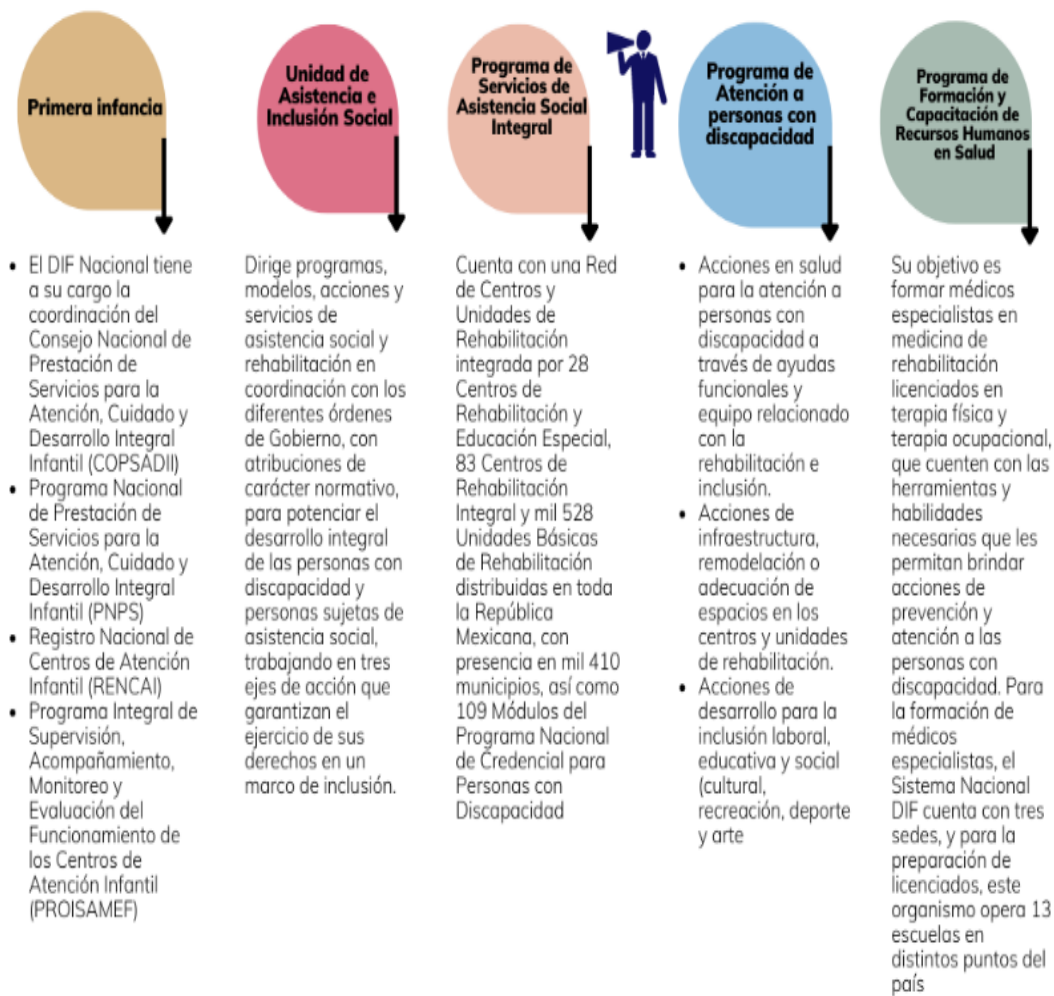 Primera infancia
El DIF Nacional tiene
a su cargo la
coordinación del
Consejo Nacional de
Prestación de
Servicios para la
Atención, Cuidado y
Desarrollo Integral
Infantil (COPSADII)
Programa Nacional
de Prestación de
Servicios para la
Atención, Cuidado y
Desarrollo Integral
Infantil (PNPS)
Registro Nacional de
Centros de Atención
Infantil (RENCAI)
Programa Integral de
Supervisión,
Acompañamiento,
Monitoreo y
Evaluación del
Funcionamiento de
los Centros de
Atención Infantil
(PROISAMEF)
Unidad de
Asistencia e
Inclusión Social
Dirige programas,
modelos, acciones y
servicios de
asistencia social y
rehabilitación en
coordinación con los
diferentes órdenes
de Gobierno, con
atribuciones de
carácter normativo,
para potenciar el
desarrollo integral
de las personas con
discapacidad y
personas sujetas de
asistencia social,
trabajando en tres
ejes de acción que
garantizan el
ejercicio de sus
derechos en un
marco de inclusión.
Programa de
Servicios de
Asistencia Social
Integral
Cuenta con una Red
de Centros y
Unidades de
Rehabilitación
integrada por 28
Centros de
Rehabilitación y
Educación Especial,
83 Centros de
Rehabilitación
Integral y mil 528
Unidades Básicas
de Rehabilitación
distribuidas en toda
la República
Mexicana, con
presencia en mil 410
municipios, así como
109 Módulos del
Programa Nacional
de Credencial para
Personas con
Discapacidad
Programa de
Atención a
personas con
discapacidad
Acciones en salud
para la atención a
personas con
discapacidad a
través de ayudas
funcionales y
equipo relacionado
con la
rehabilitación e
inclusión.
Acciones de
infraestructura,
remodelación o
adecuación de
espacios en los
centros y unidades
de rehabilitación.
Acciones de
desarrollo para la
inclusión laboral,
educativa y social
(cultural,
recreación, deporte
y arte
Programa de
Formación y
Capacitación de
Recursos Humanos
en Salud
Su objetivo es
formar médicos
especialistas en
medicina de
rehabilitación
licenciados en
terapia física y
terapia ocupacional,
que cuenten con las
herramientas y
habilidades
necesarias que les
permitan brindar
acciones de
prevención y
atención a las
personas con
discapacidad. Para
la formación de
médicos
especialistas, el
Sistema Nacional
DIF cuenta con tres
sedes, y para la
preparación de
licenciados, este
organismo opera 13
escuelas en
distintos puntos del
país